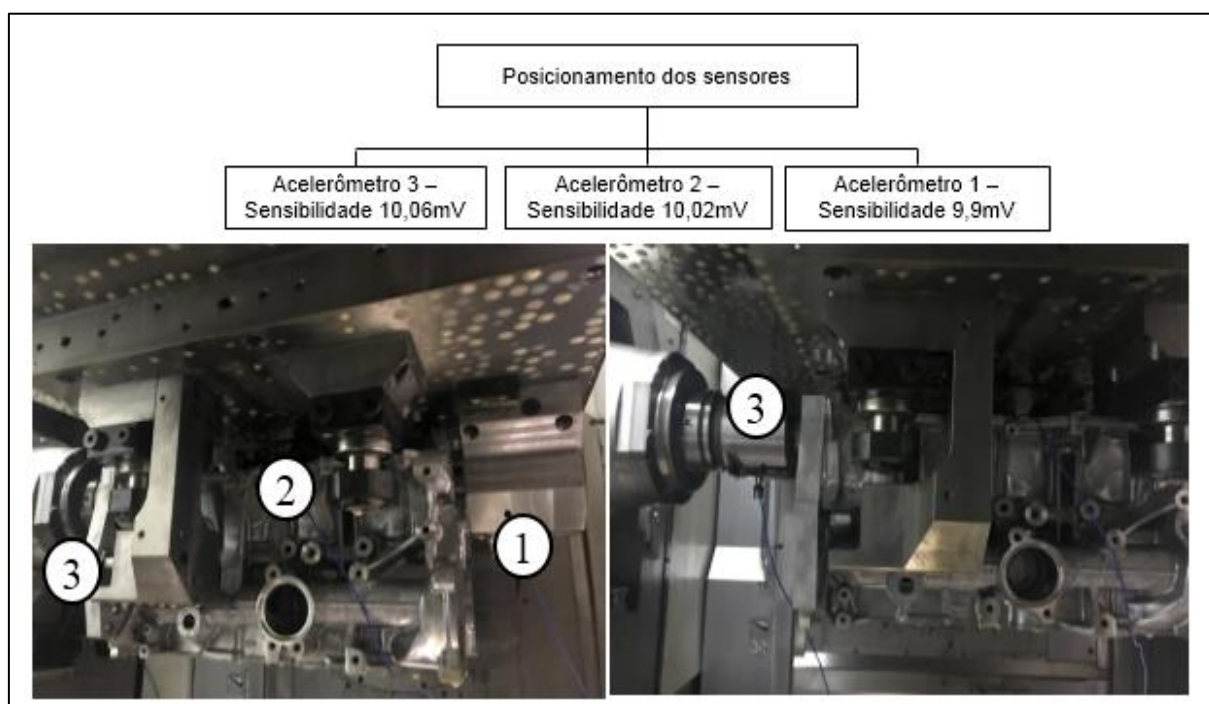 Posicionamento dos sensores
Acelerômetro 3 –
Sensibilidade 10,06mV
Acelerômetro 2 –
Sensibilidade 10,02mV
Acelerômetro 1 –
Sensibilidade 9,9mV
2
3
1
3